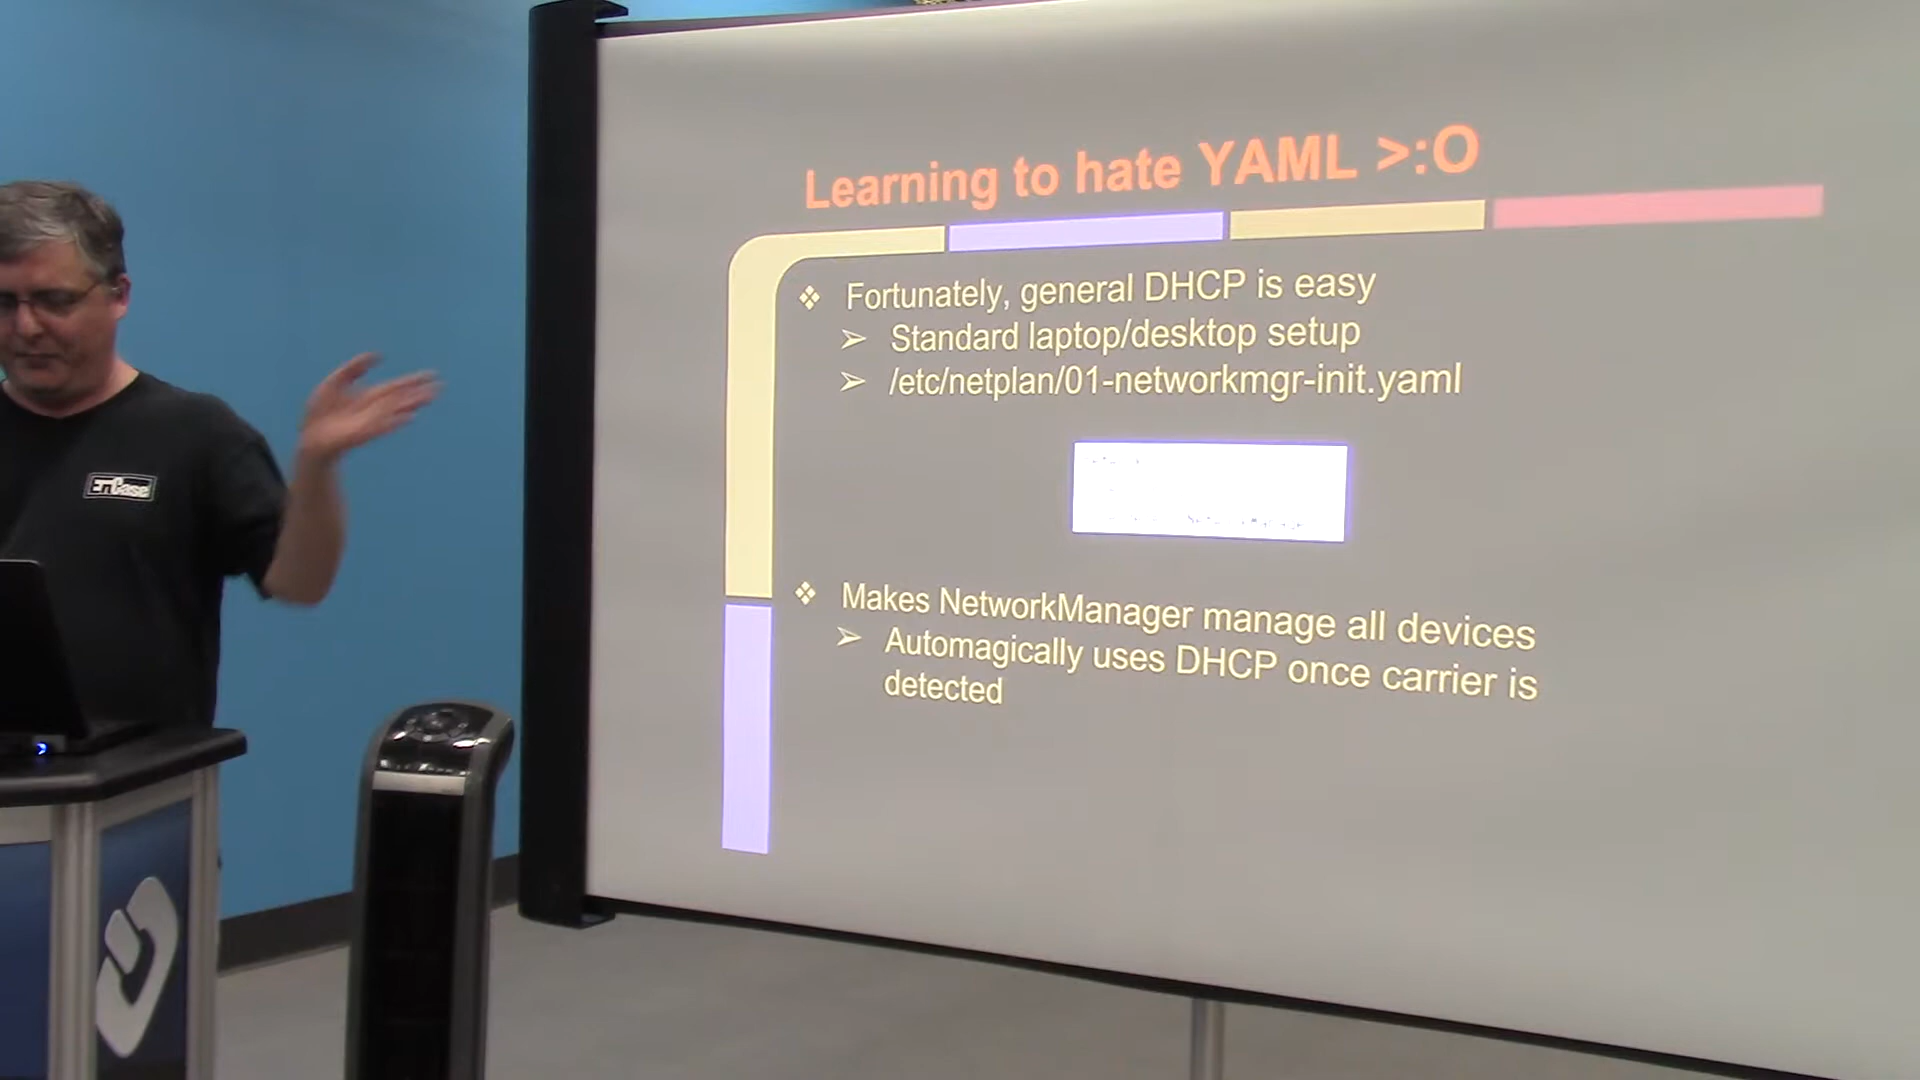 Learning to hate YAML >:O
❖ Fortunately, general DHCP is easy
➢ Standard laptop/desktop setup
➢ /etc/netplan/01-networkmgr-init.yaml
❖ Makes NetworkManager manage all devices
➢ Automagically uses DHCP once carrier is
detected
EnCase